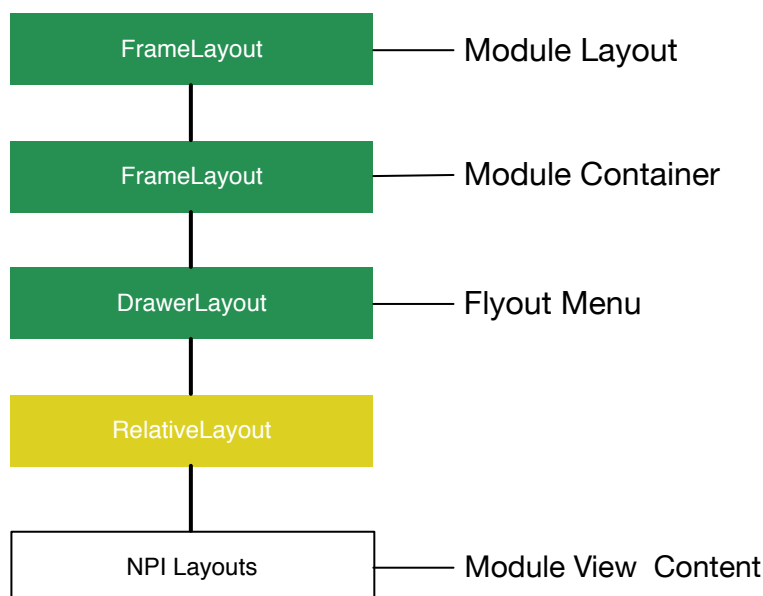 FrameLayout
Module Layout
FrameLayout
Module Container
DrawerLayout
Flyout Menu
RelativeLayout
NPI Layouts
Module View Content